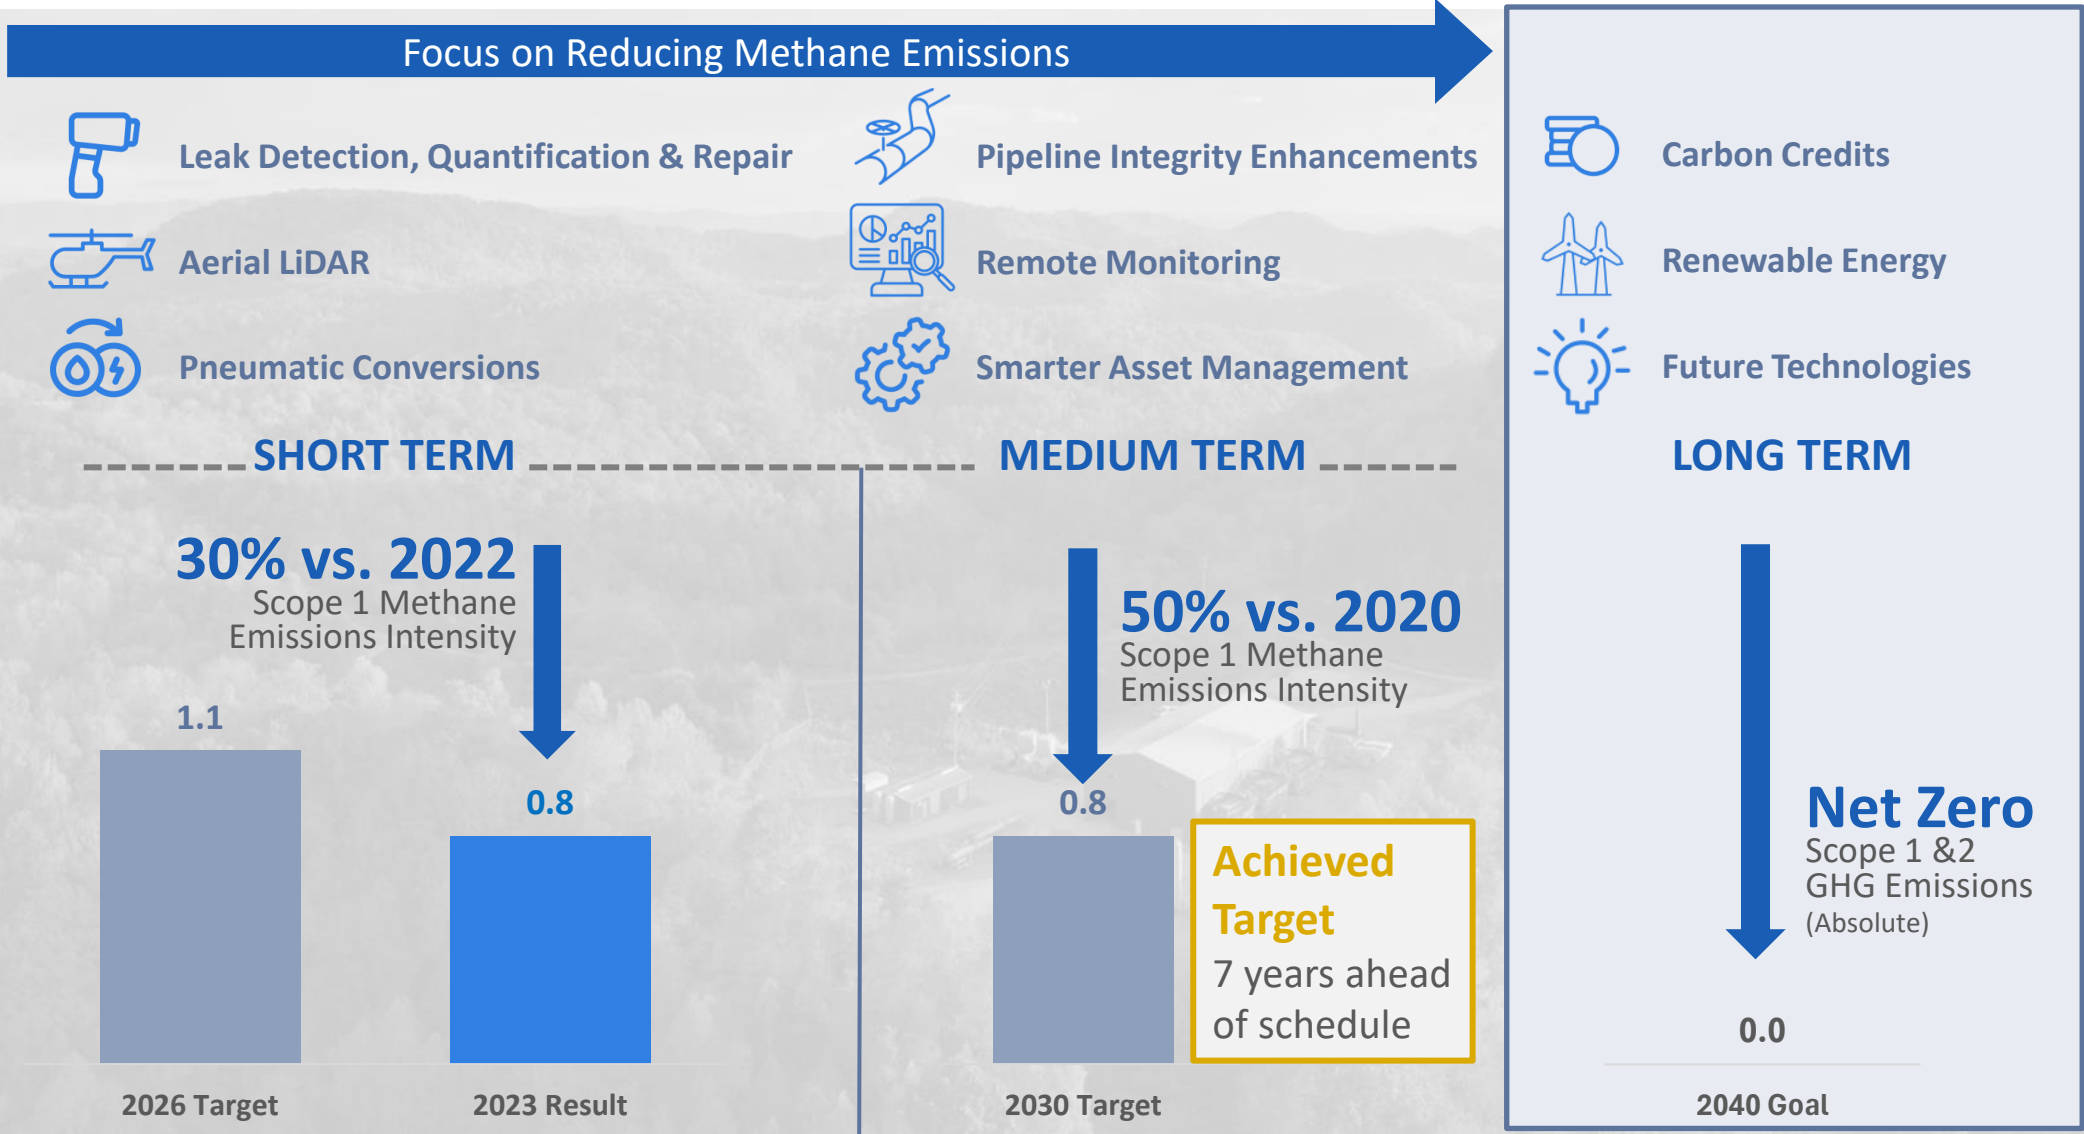 Focus on Reducing Methane Emissions
Leak Detection, Quantification & Repair
Aerial LiDAR
Pneumatic Conversions
Pipeline Integrity Enhancements
Remote Monitoring
Smarter Asset Management
Carbon Credits
Renewable Energy
Future Technologies
SHORT TERM
30% vs. 2022
Scope 1 Methane
Emissions Intensity
1.1
0.8
2026 Target
2023 Result
MEDIUM TERM
50% vs. 2020
Scope 1 Methane
Emissions Intensity
0.8
Achieved
Target
7 years ahead
of schedule
2030 Target
LONG TERM
Net Zero
Scope 1 &2
GHG Emissions
(Absolute)
0.0
2040 Goal